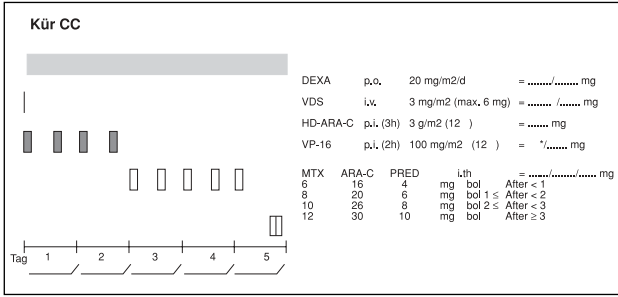 Kür CC
DEXA p.o. 20 mg/m2/d = ......../....... mg
VDS i.v. 3 mg/m2 (max. 6 mg) = ........ /....... mg
HD-ARA-C p.i. (3h) 3 g/m2 (12 ) = ....... mg
VP-16 p.i. (2h) 100 mg/m2 (12 ) = */....... mg
MTX ARA-C PRED i.th = ....../......../...... mg
6 16 4 mg bol After < 1
8 20 6 mg bol 1 ≤ After < 2
10 26 8 mg bol 2 ≤ After < 3
12 30 10 mg bol After ≥ 3
Tag 1 2 3 4 5